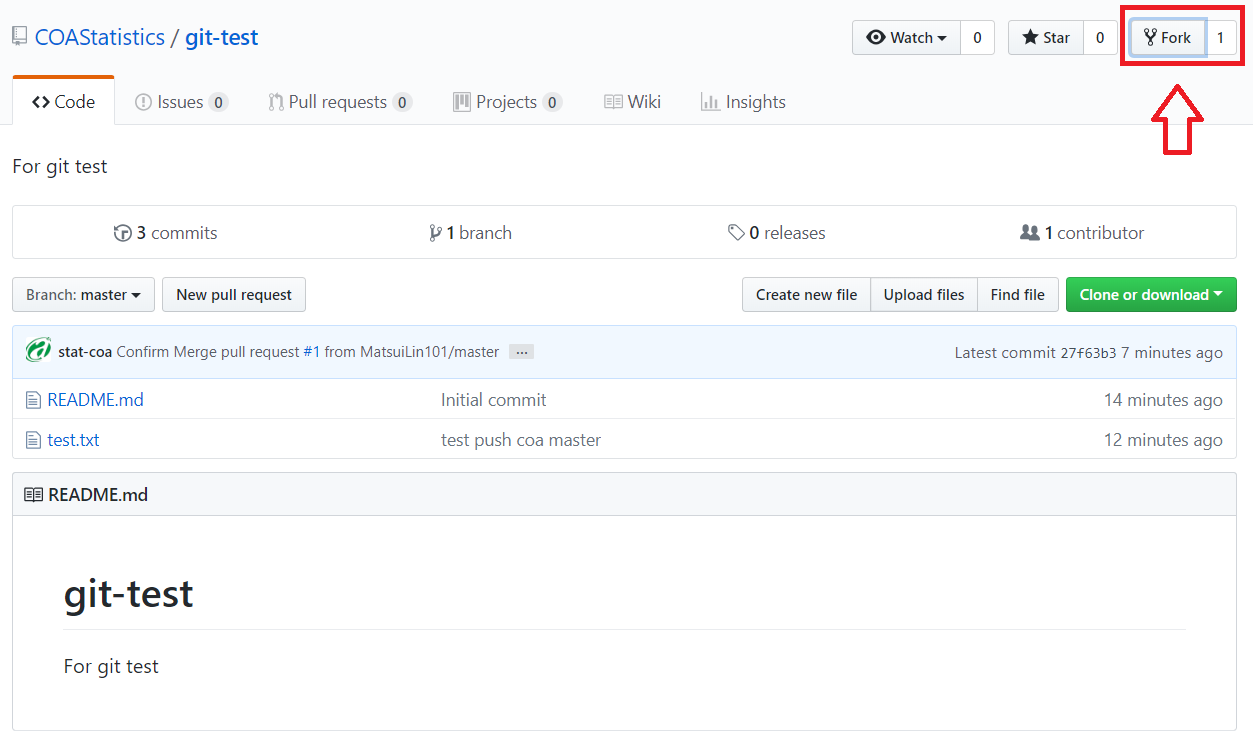 COAStatistics / git-test
Watch 0 Star 0 Fork 1
Code Issues 0 Pull requests 0 Projects 0 Wiki Insights
For git test
3 commits 1 branch 0 releases 1 contributor
Branch: master New pull request Create new file Upload files Find file Clone or download
stat-coa Confirm Merge pull request #1 from MatsuiLin101/master ... Latest commit 27f63b3 7 minutes ago
README.md Initial commit 14 minutes ago
test.txt test push coa master 12 minutes ago
README.md
git-test
For git test